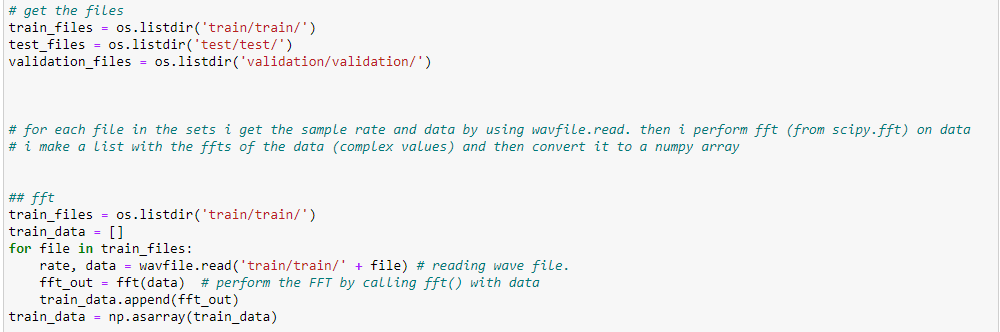 # get the files
train_files = os.listdir('train/train/')
test_files = os.listdir('test/test/')
validation_files = os.listdir('validation/validation/')
# for each file in the sets i get the sample rate and data by using wavfile.read. then i perform fft (from scipy.fft) on data
# i make a list with the ffts of the data (complex values) and then convert it to a numpy array
## fft
train_files = os.listdir('train/train/')
train_data = []
for file in train_files:
    rate, data = wavfile.read('train/train/' + file) # reading wave file.
    fft_out = fft(data)  # perform the FFT by calling fft() with data
    train_data.append(fft_out)
train_data = np.asarray(train_data)